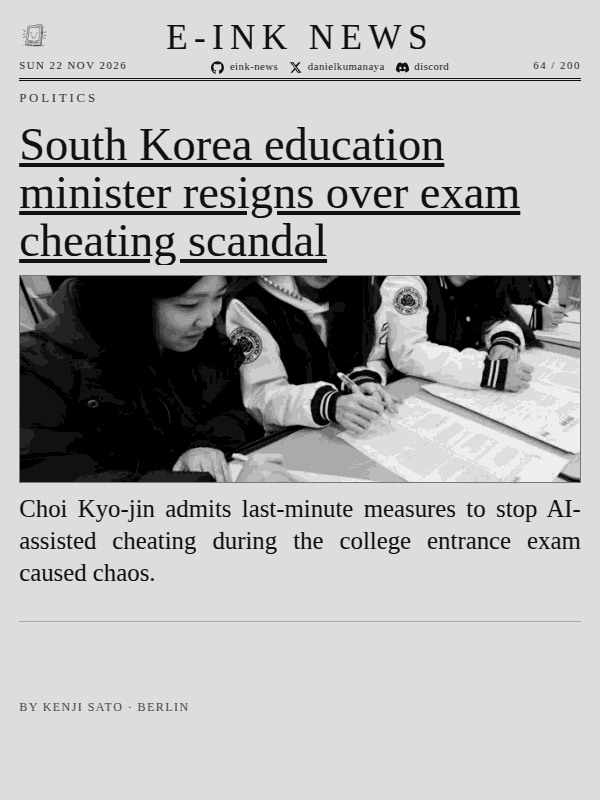 E-INK NEWS
SUN 22 NOV 2026
eink-news danielkumanaya discord
64 / 200
POLITICS
South Korea education
minister resigns over exam
cheating scandal
Choi Kyo-jin admits last-minute measures to stop AI-
assisted cheating during the college entrance exam
caused chaos.
BY KENJI SATO · BERLIN